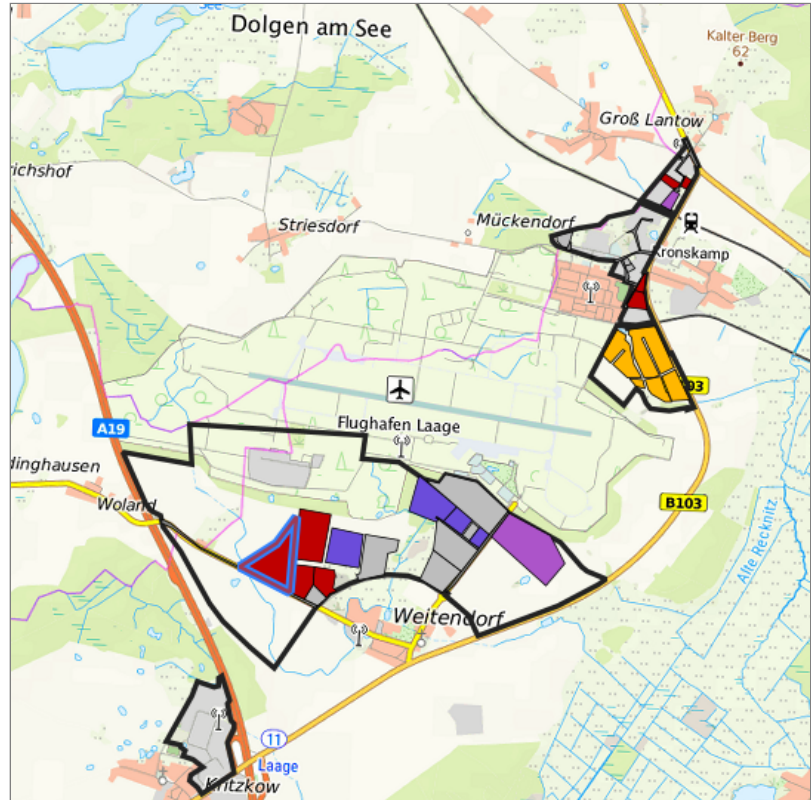 See
Dolgen am See
Kalter Berg
62
Groß Lantow
richshof
Striesdorf
Mückendorf
Kronskamp
93
Flughafen Laage
A19
dinghausen
Woland
B103
Alte Recknitz
Weitendorf
11
Laage
Kritzkow